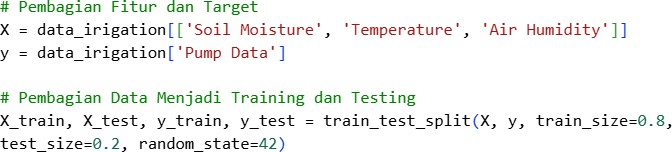 # Pembagian Fitur dan Target
X = data_irigation[['Soil Moisture', 'Temperature', 'Air Humidity']]
y = data_irigation['Pump Data']
# Pembagian Data Menjadi Training dan Testing
X_train, X_test, y_train, y_test = train_test_split(X, y, train_size=0.8,
test_size=0.2, random_state=42)